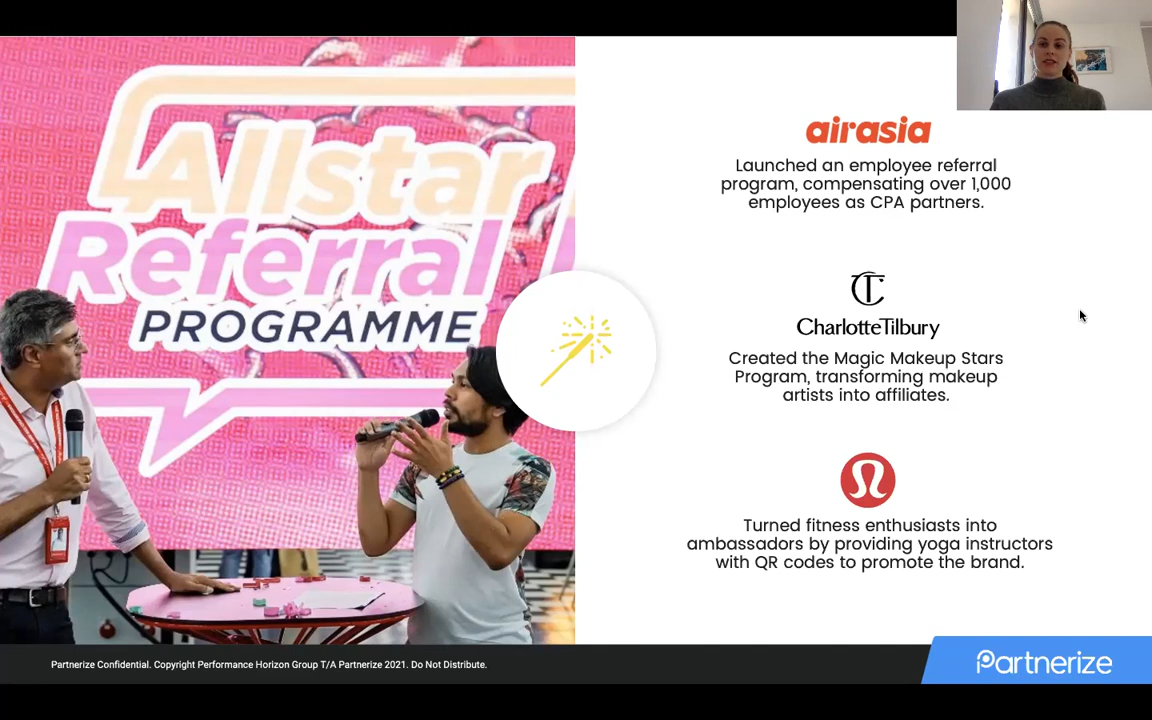 Allstar
Referral
PROGRAMME
airasia
Launched an employee referral
program, compensating over 1,000
employees as CPA partners.
CharlotteTilbury
Created the Magic Makeup Stars
Program, transforming makeup
artists into affiliates.
Turned fitness enthusiasts into
ambassadors by providing yoga instructors
with QR codes to promote the brand.
Partnerize Confidential. Copyright Performance Horizon Group T/A Partnerize 2021. Do Not Distribute.
Partnerize